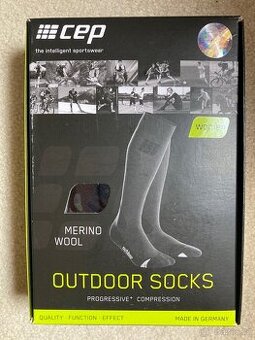 cep
the intelligent sportswear
women
MERINO
WOOL
OUTDOOR SOCKS
PROGRESSIVE+ COMPRESSION
QUALITY · FUNCTION · EFFECT
MADE IN GERMANY